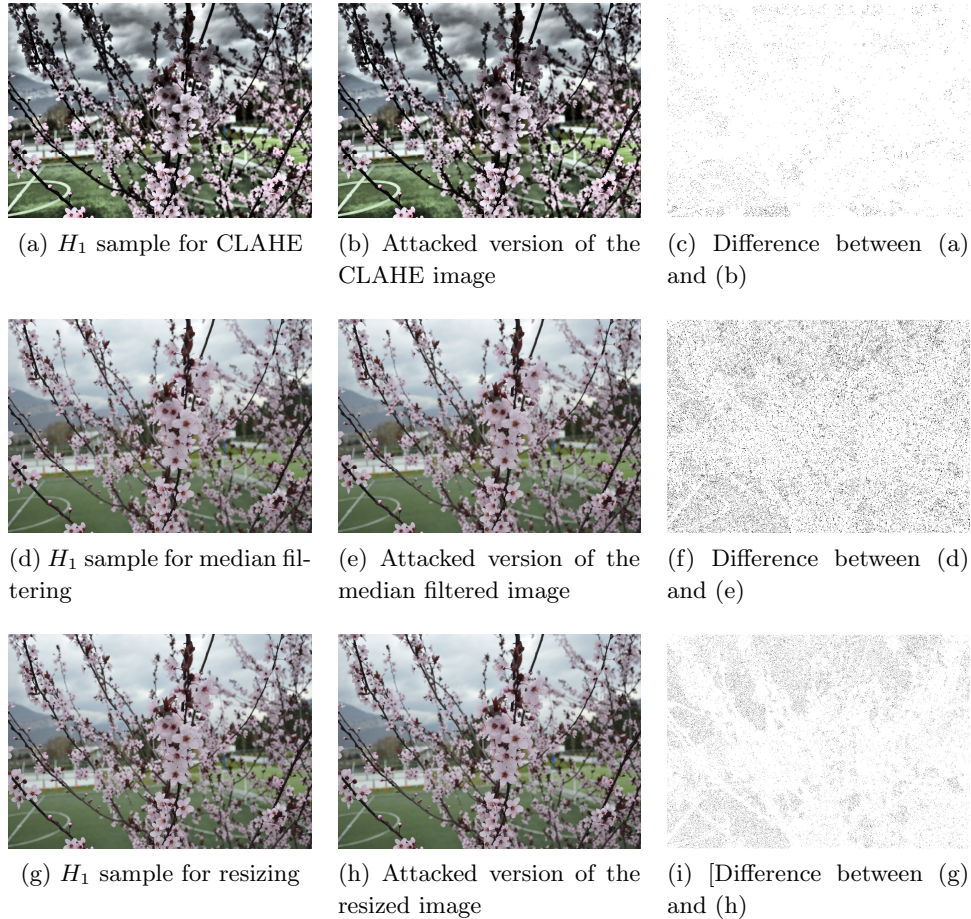 (a) H₁ sample for CLAHE
(b) Attacked version of the
CLAHE image
(c) Difference between (a)
and (b)
(d) H₁ sample for median fil-
tering
(e) Attacked version of the
median filtered image
(f) Difference between (d)
and (e)
(g) H₁ sample for resizing
(h) Attacked version of the
resized image
(i) [Difference between (g)
and (h)